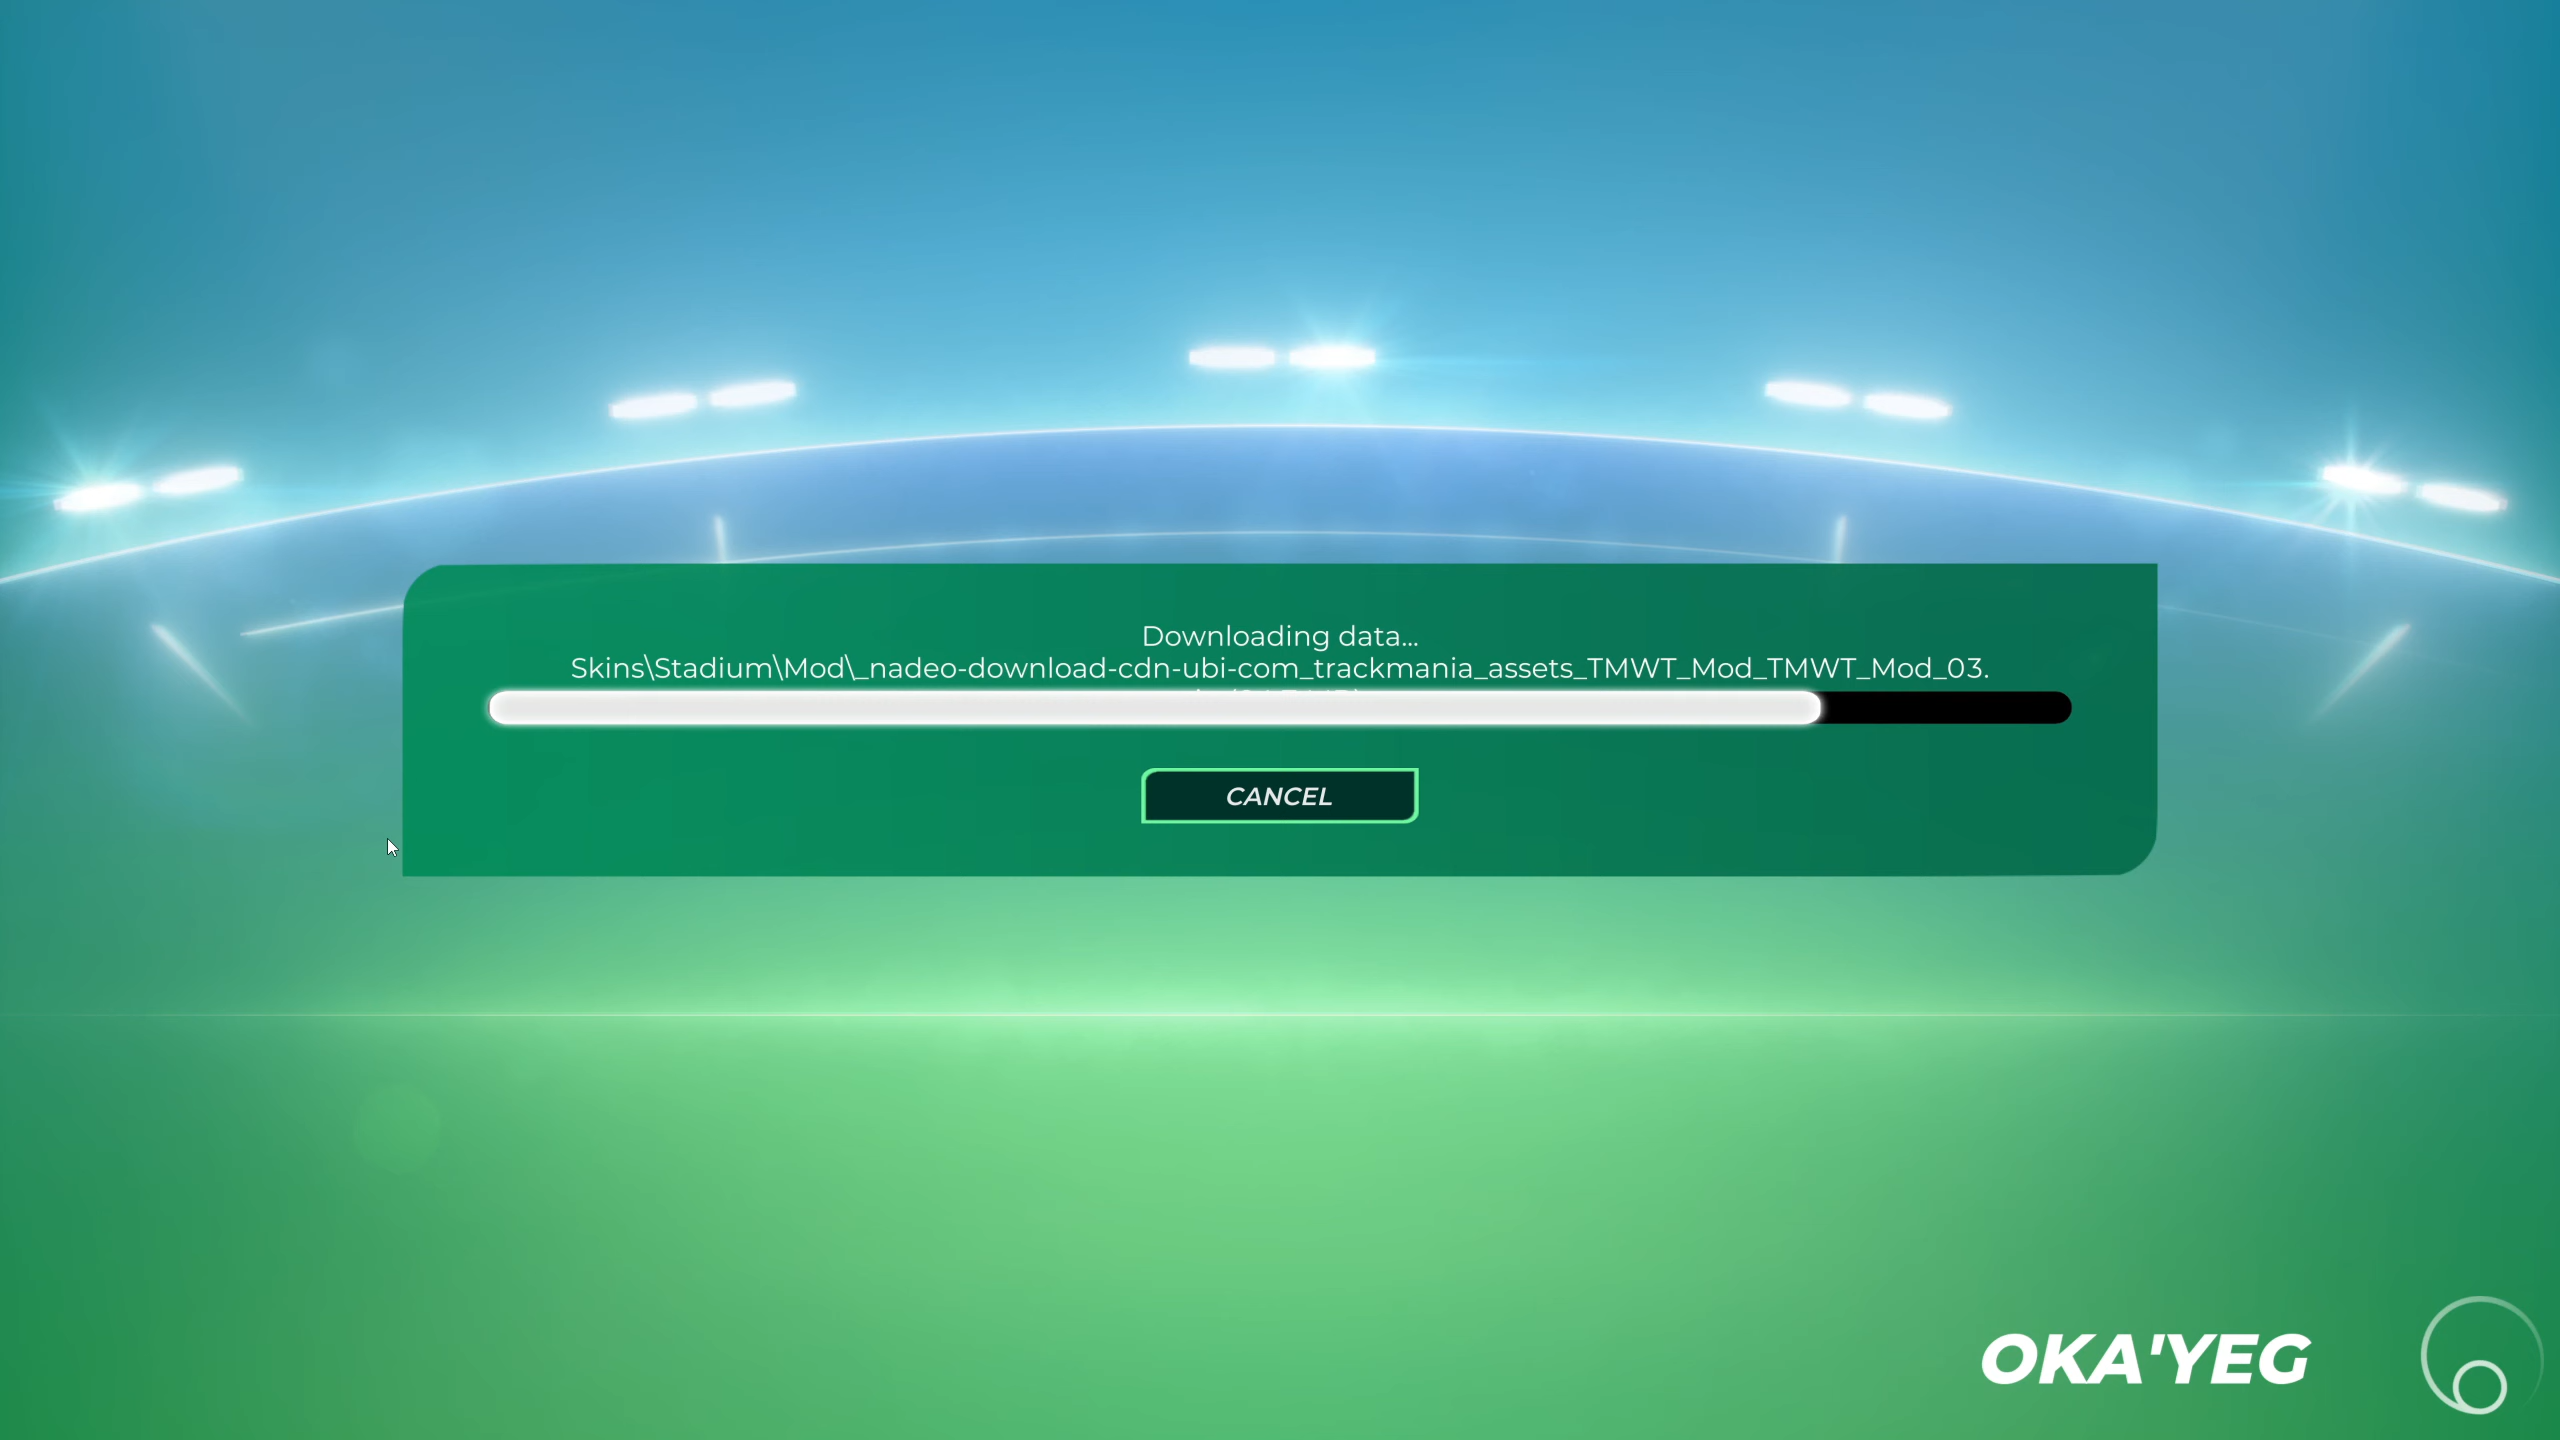 Downloading data...
Skins\Stadium\Mod\_nadeo-download-cdn-ubi-com_trackmania_assets_TMWT_Mod_TMWT_Mod_03.
CANCEL
OKA'YEG